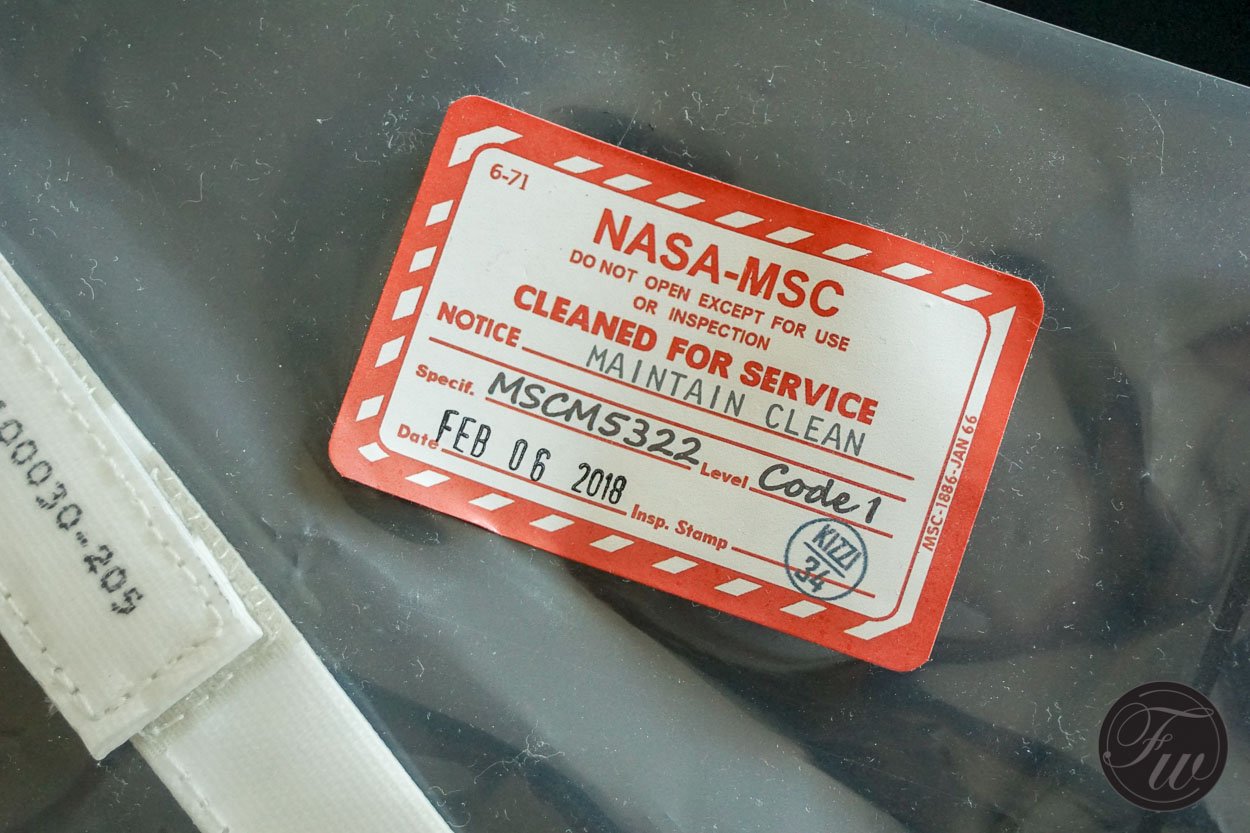 6-71
NASA-MSC
DO NOT OPEN EXCEPT FOR USE
OR INSPECTION
CLEANED FOR SERVICE
NOTICE MAINTAIN CLEAN
Specif. MSCM5322 Level Code 1
Date FEB 06 2018 Insp. Stamp KIZZI
34
MSC-1886-JAN 66
00030-205
FW